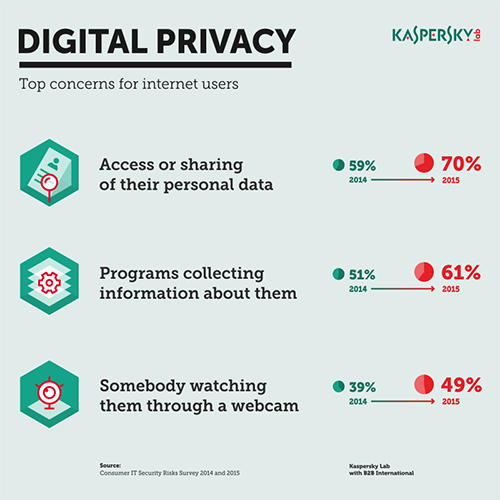 DIGITAL PRIVACY
KASPERSKY lab
Top concerns for internet users
Access or sharing
of their personal data
59%
70%
2014
2015
Programs collecting
information about them
51%
61%
2014
2015
Somebody watching
them through a webcam
39%
49%
2014
2015
Source:
Consumer IT Security Risks Survey 2014 and 2015
Kaspersky Lab
with B2B International